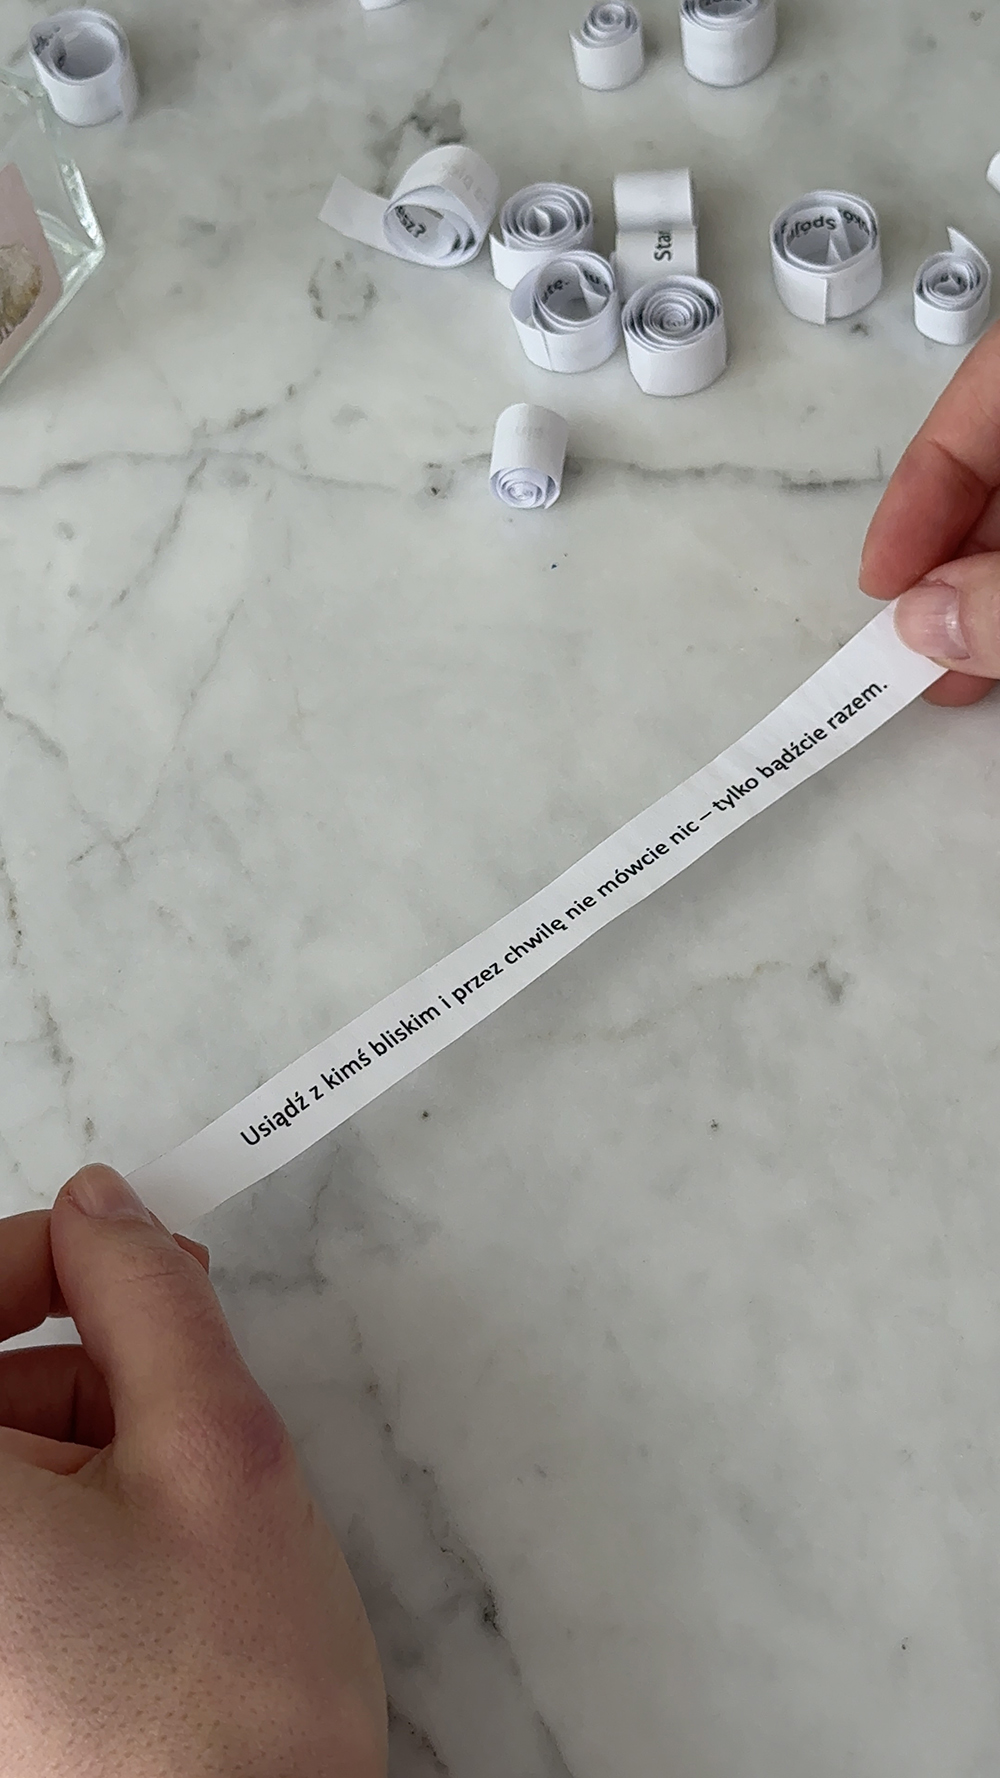 Usiądź z kimś bliskim i przez chwilę nie mówcie nic – tylko bądźcie razem.